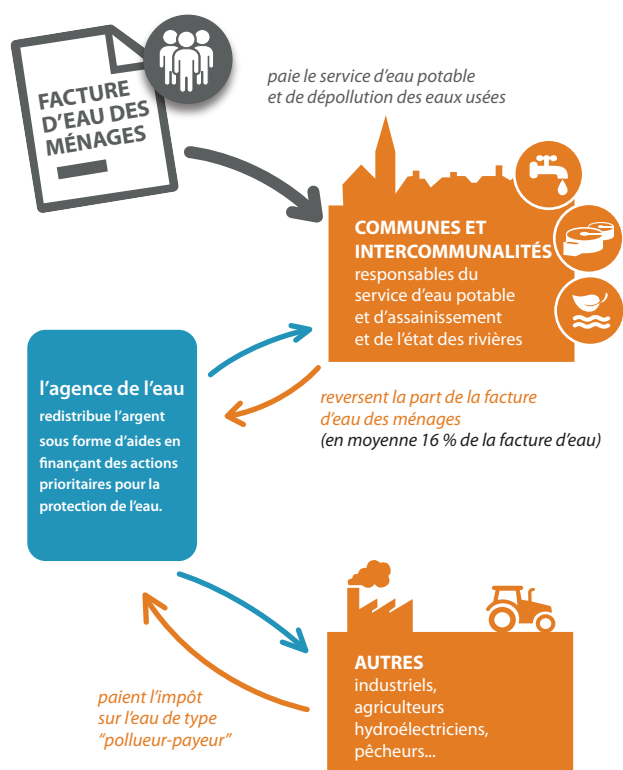 FACTURE
D'EAU DES
MÉNAGES
paie le service d'eau potable
et de dépollution des eaux usées
COMMUNES ET
INTERCOMMUNALITÉS
responsables du
service d'eau potable
et d'assainissement
et de l'état des rivières
l'agence de l'eau
redistribue l'argent
sous forme d'aides en
finançant des actions
prioritaires pour la
protection de l'eau.
reversent la part de la facture
d'eau des ménages
(en moyenne 16 % de la facture d'eau)
paient l'impôt
sur l'eau de type
“pollueur-payeur”
AUTRES
industriels,
agriculteurs
hydroélectriciens,
pêcheurs...